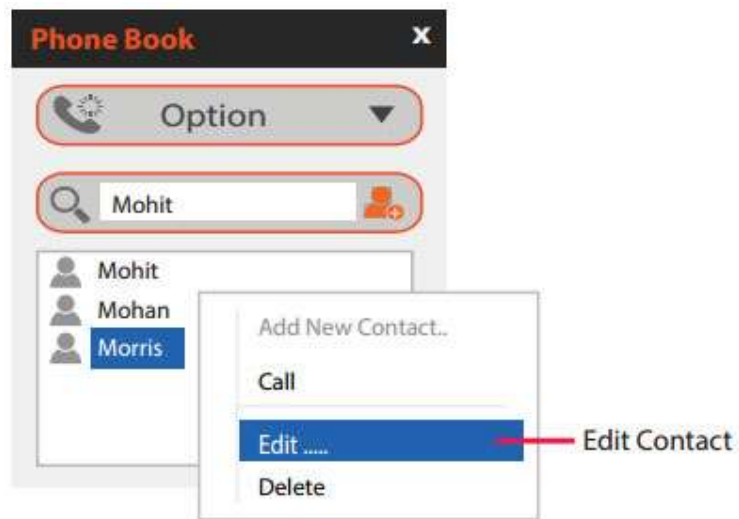 Phone Book x
Option
Mohit
Mohit
Mohan
Morris
Add New Contact..
Call
Edit .....
Edit Contact
Delete